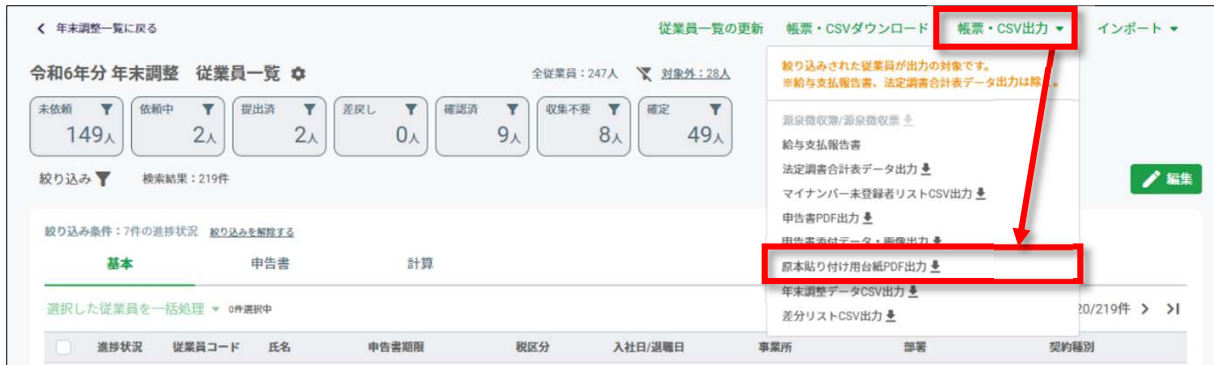 年末調整一覧に戻る
従業員一覧の更新 帳票・CSVダウンロード 帳票・CSV出力 インポート
令和6年分 年末調整 従業員一覧
全従業員：247人 対象外：28人
未依頼 149人
依頼中 2人
提出済 2人
差戻し 0人
確認済 9人
収集不要 8人
確定 49人
絞り込み 検索結果：219件
編集
絞り込みされた従業員が出力の対象です。
※給与支払報告書、法定調書合計表データ出力は除く。
源泉徴収簿/源泉徴収票
給与支払報告書
法定調書合計表データ出力
マイナンバー未登録者リストCSV出力
申告書PDF出力
申告書添付データ・画像出力
原本貼り付け用台紙PDF出力
年末調整データCSV出力
差分リストCSV出力
絞り込み条件：7件の進捗状況 絞り込みを解除する
基本 申告書 計算
選択した従業員を一括処理 0件選択中
20/219件
進捗状況 従業員コード 氏名 申告書期限 税区分 入社日/退職日 事業所 部署 契約種別